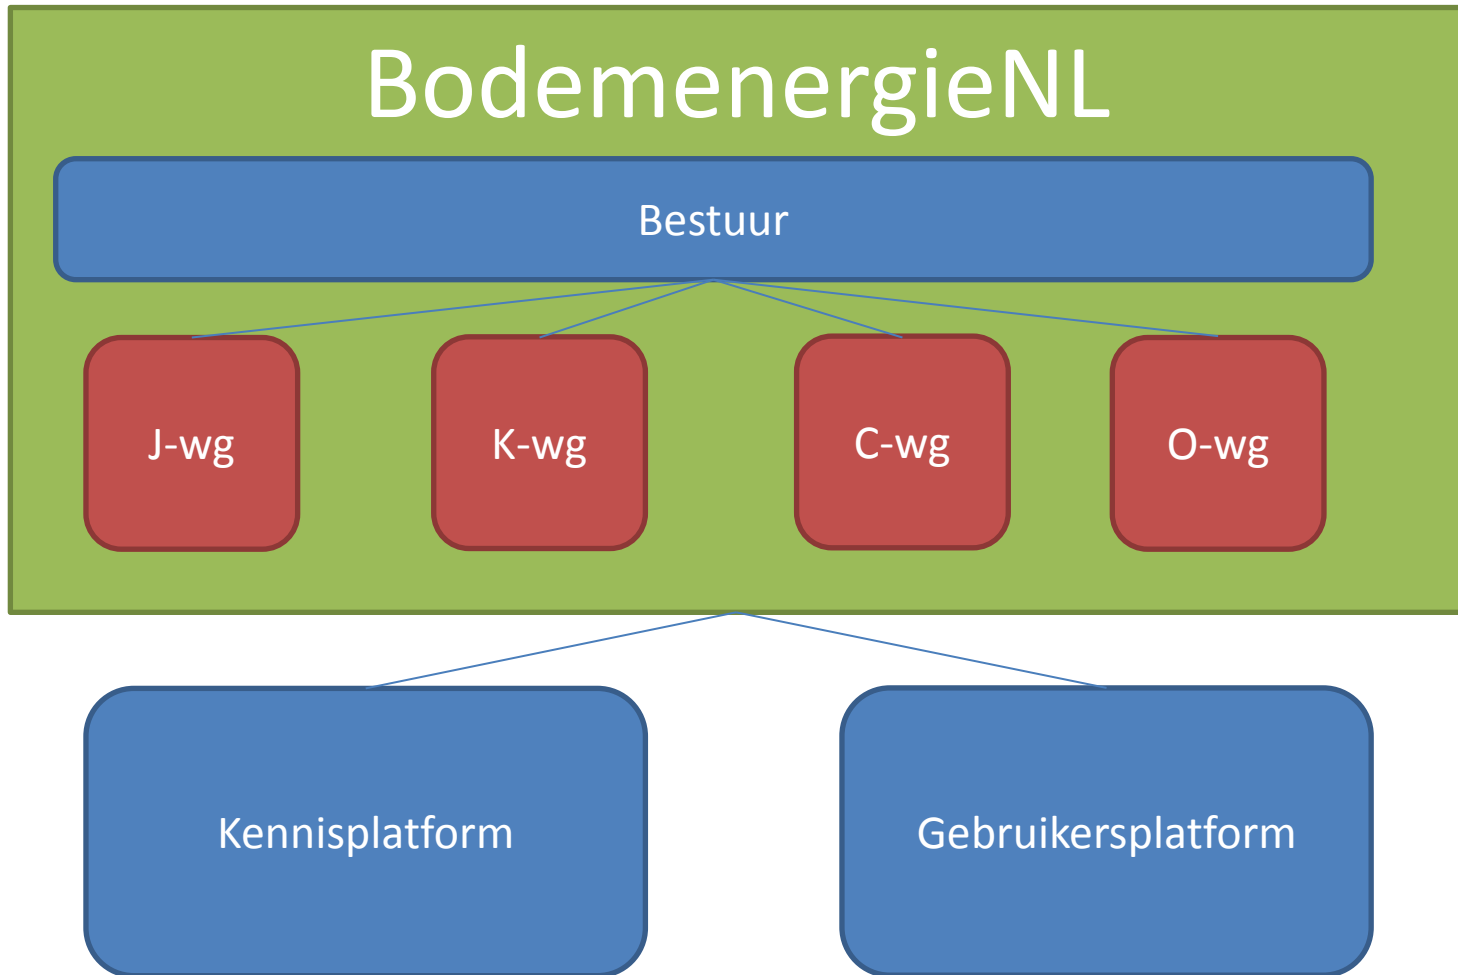 BodemenergieNL
Bestuur
J-wg
K-wg
C-wg
O-wg
Kennisplatform
Gebruikersplatform